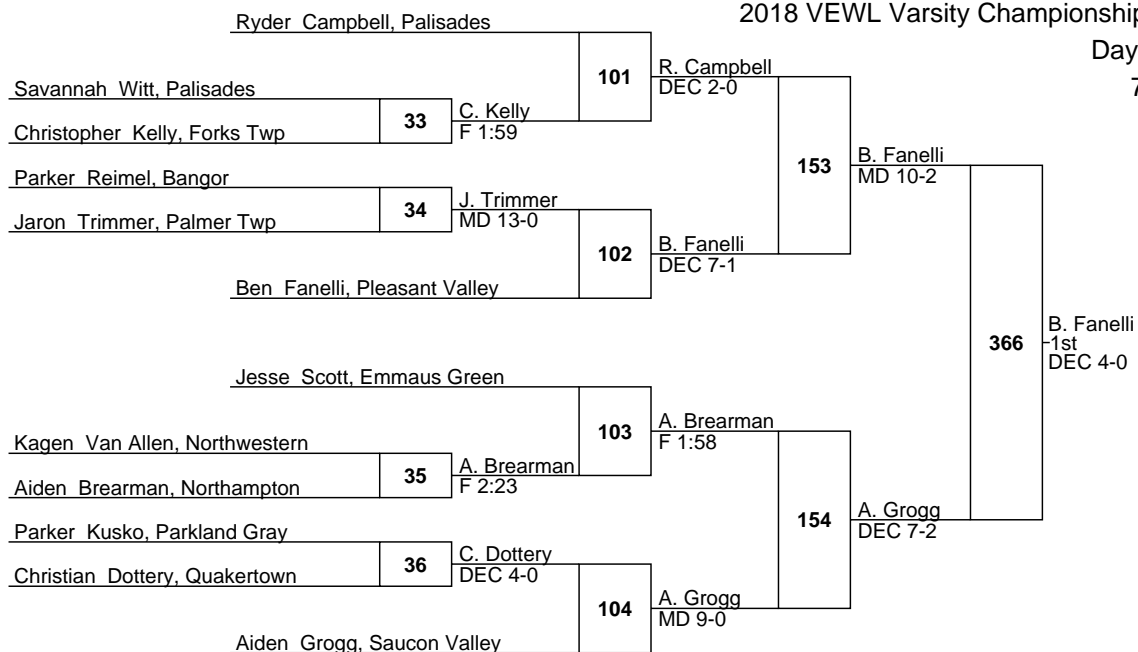 2018 VEWL Varsity Championship
Day
7
Ryder Campbell, Palisades
101
R. Campbell
DEC 2-0
Savannah Witt, Palisades
33
C. Kelly
F 1:59
Christopher Kelly, Forks Twp
153
B. Fanelli
MD 10-2
Parker Reimel, Bangor
34
J. Trimmer
MD 13-0
Jaron Trimmer, Palmer Twp
102
B. Fanelli
DEC 7-1
Ben Fanelli, Pleasant Valley
366
B. Fanelli
1st
DEC 4-0
Jesse Scott, Emmaus Green
103
A. Brearman
F 1:58
Kagen Van Allen, Northwestern
35
A. Brearman
F 2:23
Aiden Brearman, Northampton
154
A. Grogg
DEC 7-2
Parker Kusko, Parkland Gray
36
C. Dottery
DEC 4-0
Christian Dottery, Quakertown
104
A. Grogg
MD 9-0
Aiden Grogg, Saucon Valley